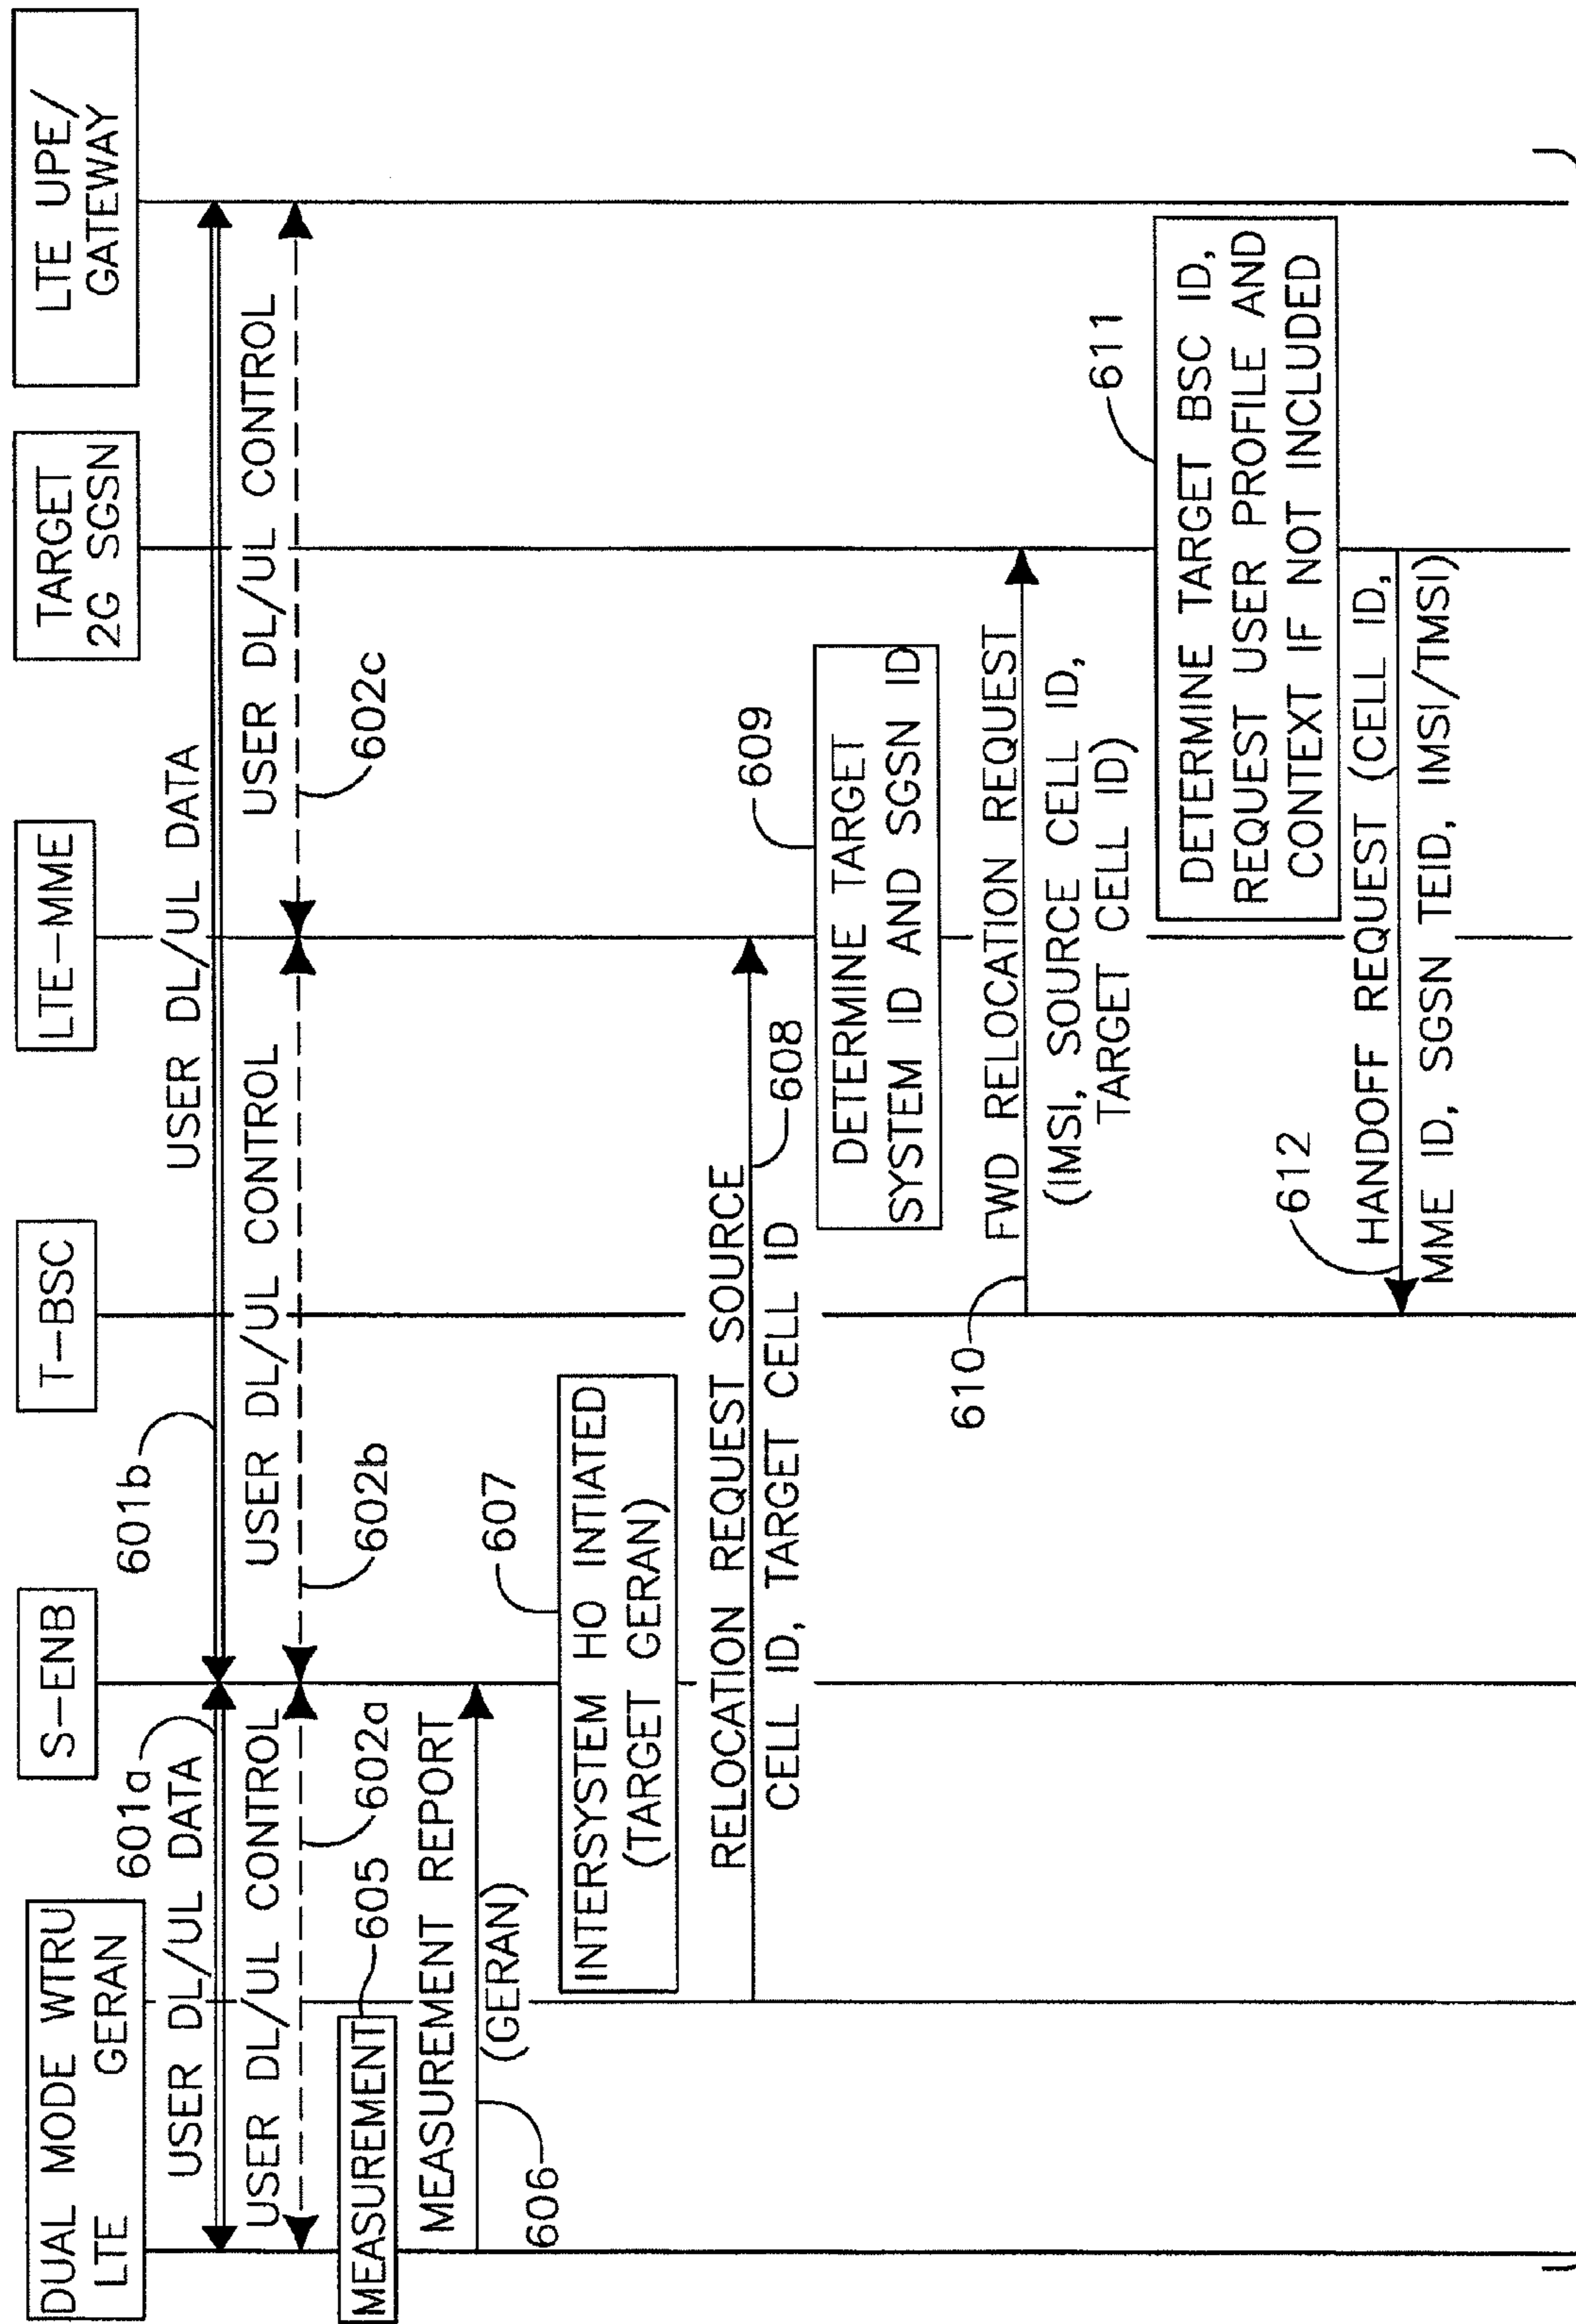 DUAL MODE WTRU
LTE GERAN
S-ENB
T-BSC
LTE-MME
TARGET
2G SGSN
LTE UPE/
GATEWAY
601a
USER DL/UL DATA
601b
USER DL/UL DATA
USER DL/UL CONTROL
602a
USER DL/UL CONTROL
602b
USER DL/UL CONTROL
602c
MEASUREMENT
605
MEASUREMENT REPORT
(GERAN)
606
607
INTERSYSTEM HO INTIATED
(TARGET GERAN)
RELOCATION REQUEST SOURCE
CELL ID, TARGET CELL ID
608
609
DETERMINE TARGET
SYSTEM ID AND SGSN ID
610
FWD RELOCATION REQUEST
(IMSI, SOURCE CELL ID,
TARGET CELL ID)
611
DETERMINE TARGET BSC ID,
REQUEST USER PROFILE AND
CONTEXT IF NOT INCLUDED
612
HANDOFF REQUEST (CELL ID,
MME ID, SGSN TEID, IMSI/TMSI)